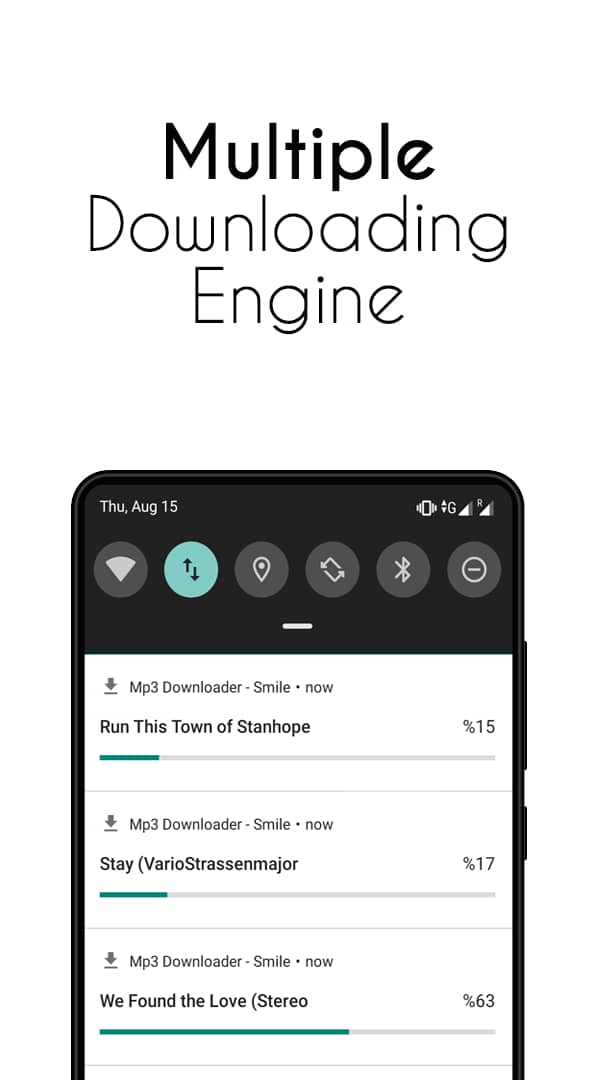 Multiple
Downloading
Engine
Thu, Aug 15
G R
Mp3 Downloader - Smile • now
Run This Town of Stanhope %15
Mp3 Downloader - Smile • now
Stay (VarioStrassenmajor %17
Mp3 Downloader - Smile • now
We Found the Love (Stereo %63